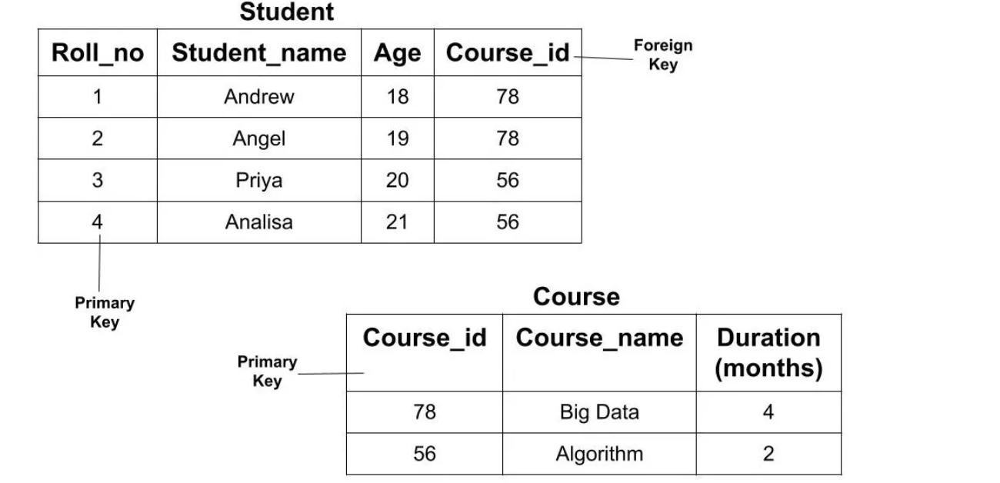 Student
Roll_no Student_name Age Course_id
Foreign
Key
1 Andrew 18 78
2 Angel 19 78
3 Priya 20 56
4 Analisa 21 56
Primary
Key
Course
Course_id Course_name Duration
(months)
Primary
Key
78 Big Data 4
56 Algorithm 2